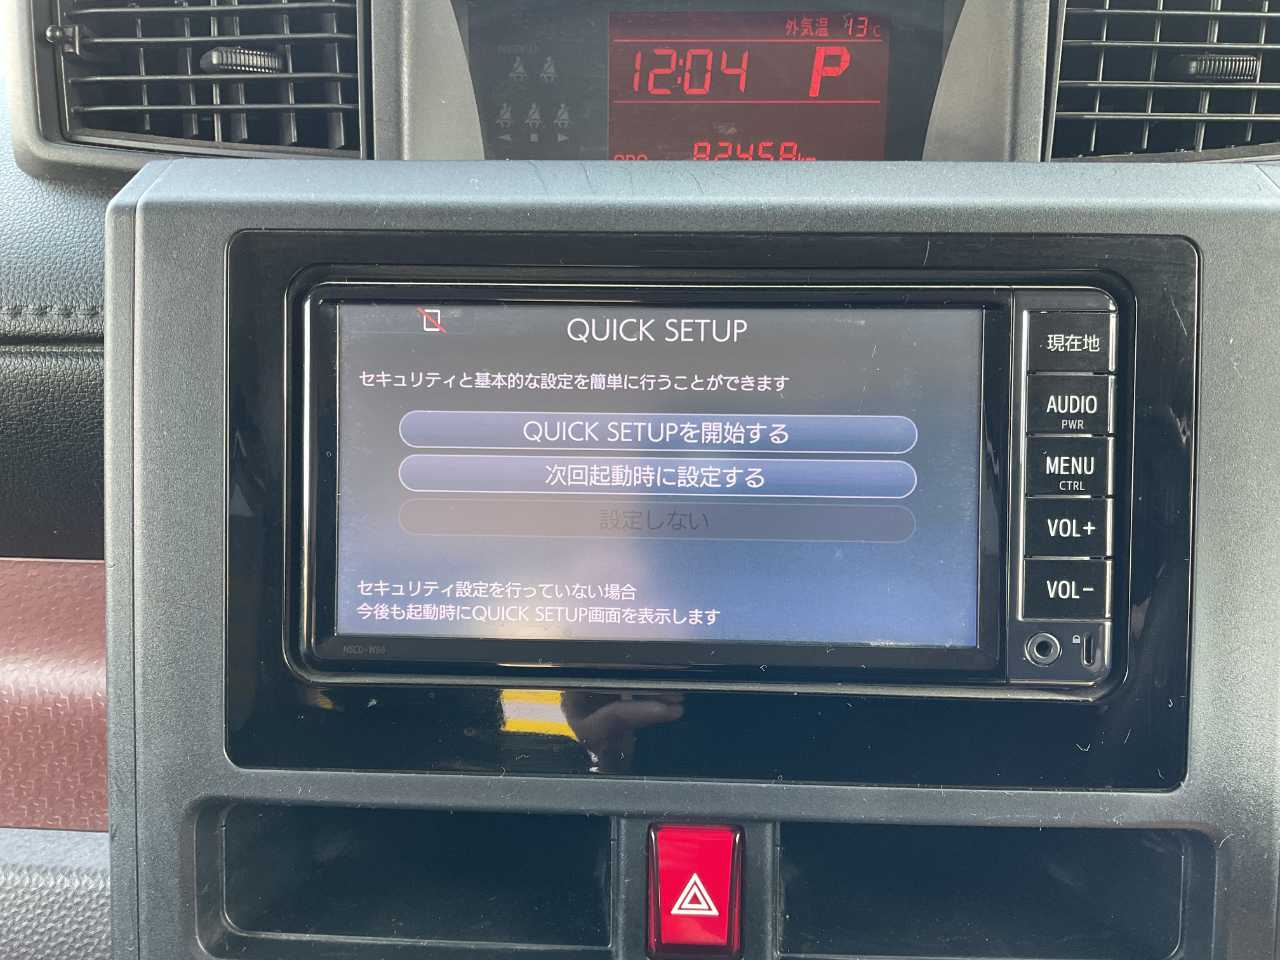 外気温 13℃
12:04 P
ODO 82458km
QUICK SETUP
セキュリティと基本的な設定を簡単に行うことができます
QUICK SETUPを開始する
次回起動時に設定する
設定しない
セキュリティ設定を行っていない場合
今後も起動時にQUICK SETUP画面を表示します
NSCD-W66
現在地
AUDIO
PWR
MENU
CTRL
VOL+
VOL-